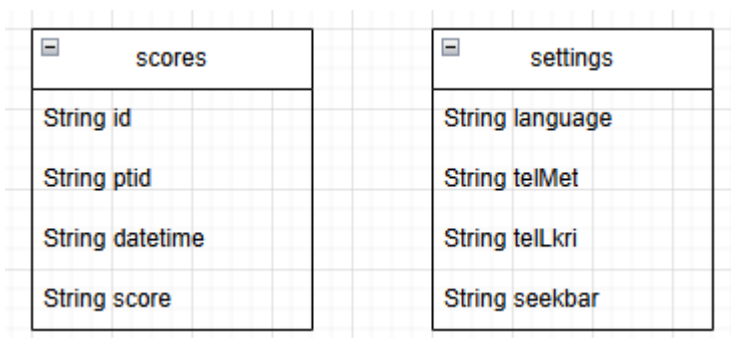 scores
String id
String ptid
String datetime
String score
settings
String language
String telMet
String telLkri
String seekbar